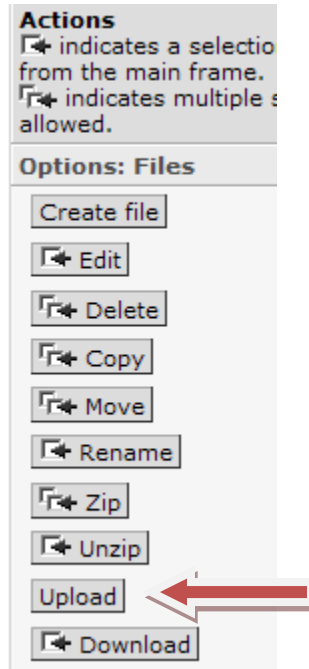 Actions
indicates a selectio
from the main frame.
indicates multiple s
allowed.
Options: Files
Create file
Edit
Delete
Copy
Move
Rename
Zip
Unzip
Upload
Download